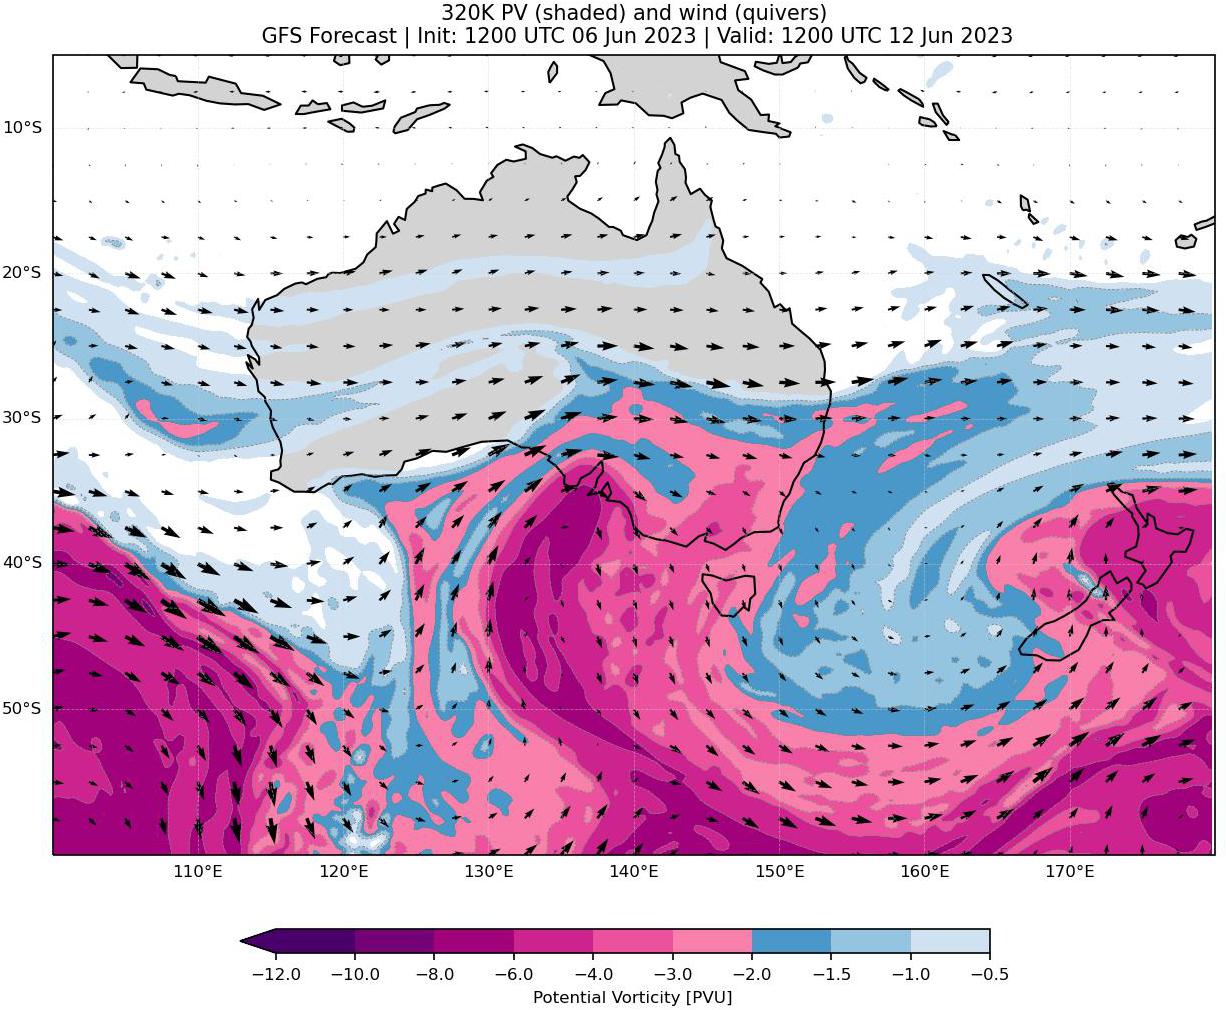 320K PV (shaded) and wind (quivers)
GFS Forecast | Init: 1200 UTC 06 Jun 2023 | Valid: 1200 UTC 12 Jun 2023
10°S
20°S
30°S
40°S
50°S
110°E 120°E 130°E 140°E 150°E 160°E 170°E
−12.0 −10.0 −8.0 −6.0 −4.0 −3.0 −2.0 −1.5 −1.0 −0.5
Potential Vorticity [PVU]